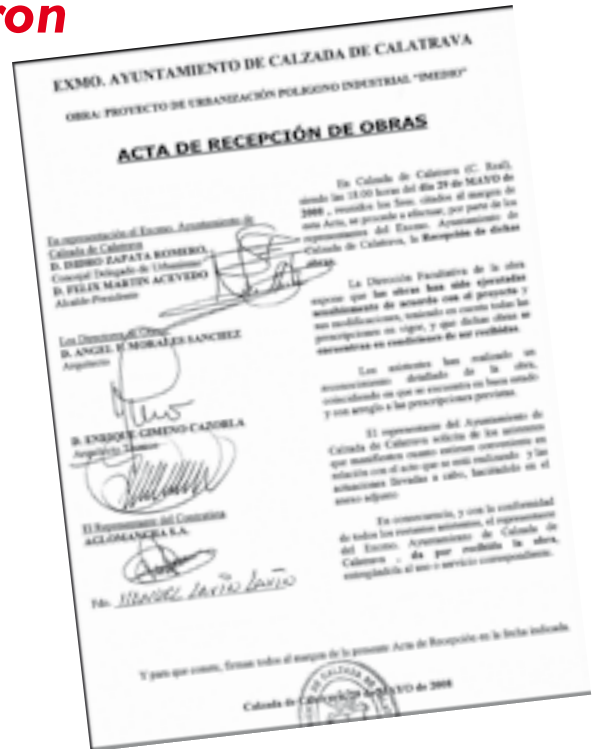 ron
EXMO. AYUNTAMIENTO DE CALZADA DE CALATRAVA
OBRA: PROYECTO DE URBANIZACIÓN POLIGONO INDUSTRIAL "IMEDIO"
ACTA DE RECEPCIÓN DE OBRAS
En representación el Excmo. Ayuntamiento de
Calzada de Calatrava
D. ISIDRO ZAPATA ROMERO,
Concejal Delegado de Urbanismo
D. FELIX MARTIN ACEVEDO
Alcalde-Presidente
Los Directores de Obra:
D. ANGEL R MORALES SANCHEZ
Arquitecto
D. ENRIQUE GIMENO CAZORLA
Arquitecto Técnico
El Representante del Contratista
AGLOMANCHA S.A.
Fdo. MANUEL
En Calzada de Calatrava (C. Real),
siendo las 18:00 horas del día 29 de MAYO de
2008 , reunidos los Sres. citados al margen de
esta Acta, se procede a efectuar, por parte de los
representantes del Excmo. Ayuntamiento de
Calzada de Calatrava, la Recepción de dichas
obras.
La Dirección Facultativa de la obra
expone que las obras han sido ejecutadas
sensiblemente de acuerdo con el proyecto y
sus modificaciones, teniendo en cuenta todas las
prescripciones en vigor, y que dichas obras se
encuentran en condiciones de ser recibidas.
Los asistentes han realizado un
reconocimiento detallado de la obra,
coincidiendo en que se encuentra en buen estado
y con arreglo a las prescripciones previstas.
El representante del Ayuntamiento de
Calzada de Calatrava solicita de los asistentes
que manifiesten cuanto estimen conveniente en
relación con el acto que se está realizando y las
actuaciones llevadas a cabo, haciéndolo en el
anexo adjunto
En consecuencia, y con la conformidad
de todos los restantes asistentes, el representante
del Excmo. Ayuntamiento de Calzada de
Calatrava , da por recibida la obra,
entregándola al uso o servicio correspondiente.
Y para que conste, firman todos al margen de la presente Acta de Recepción en la fecha indicada.
Calzada de Calatrava, 29 de MAYO de 2008